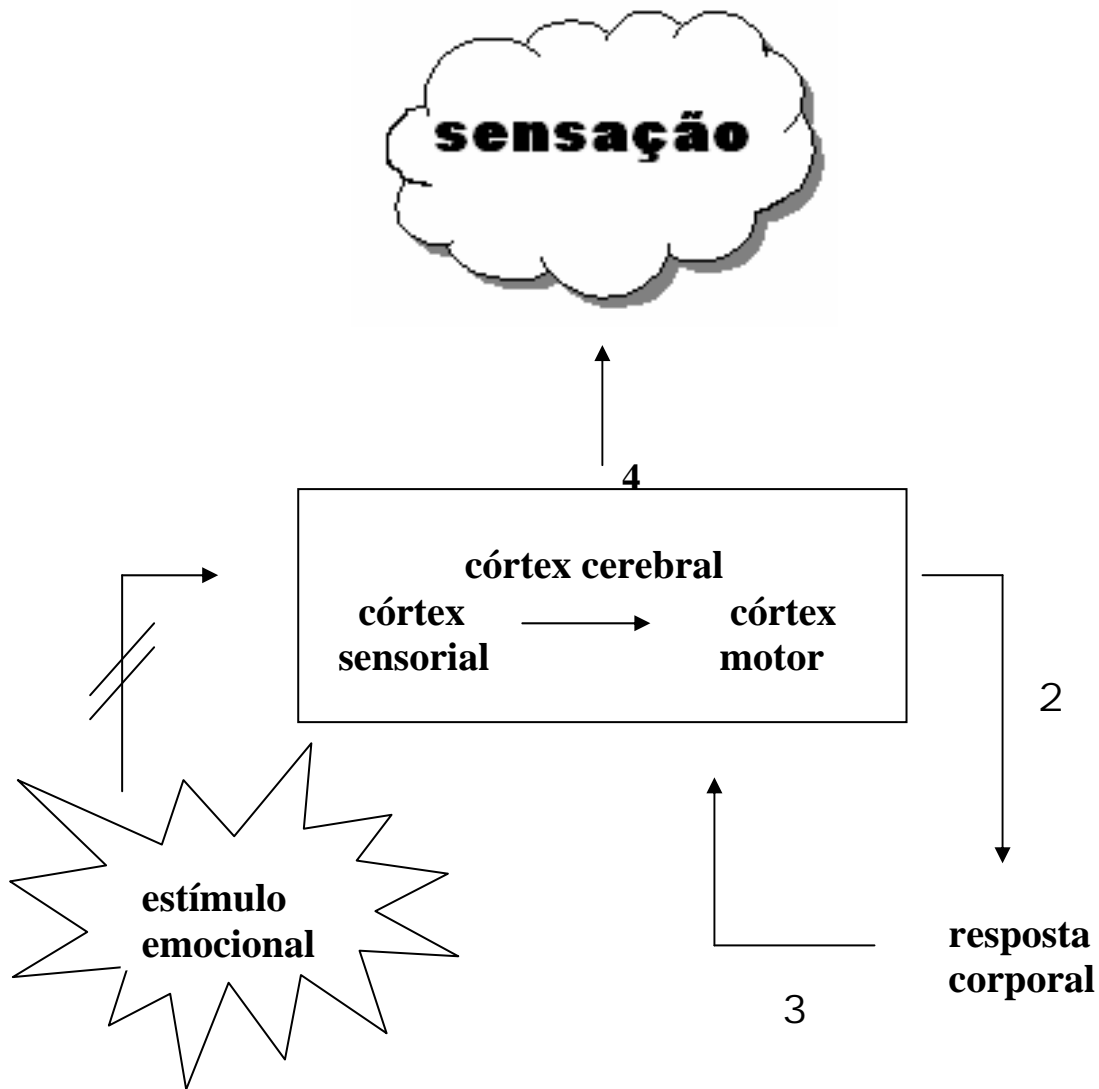 sensação
4
córtex cerebral
córtex
sensorial
córtex
motor
2
estímulo
emocional
resposta
corporal
3